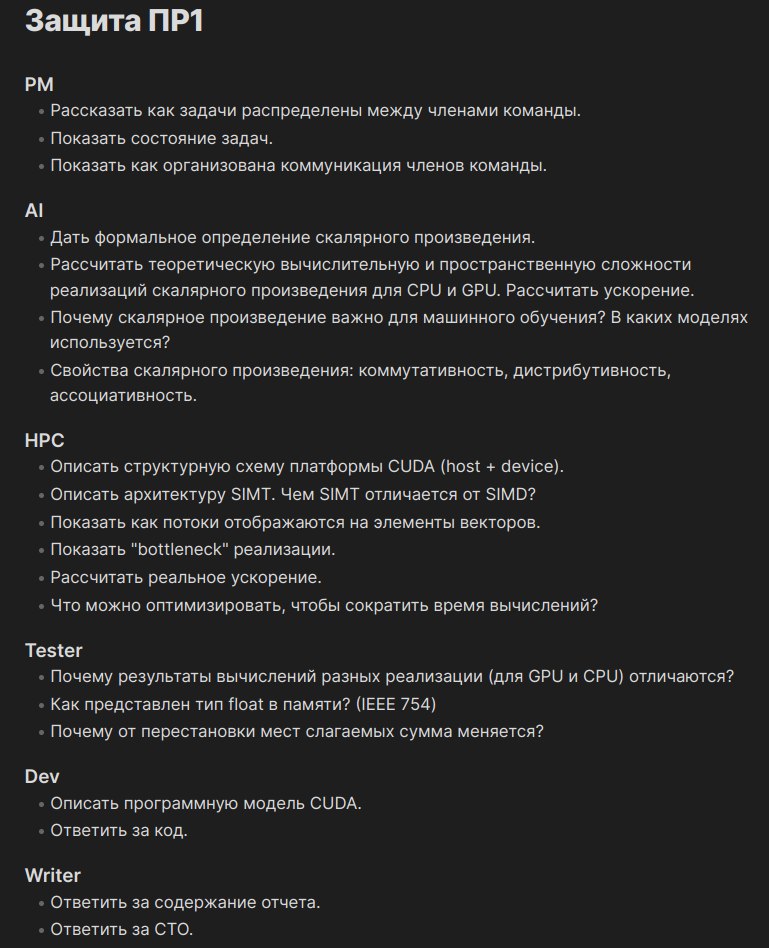 Защита ПР1
PM
• Рассказать как задачи распределены между членами команды.
• Показать состояние задач.
• Показать как организована коммуникация членов команды.
AI
• Дать формальное определение скалярного произведения.
• Рассчитать теоретическую вычислительную и пространственную сложности
реализаций скалярного произведения для CPU и GPU. Рассчитать ускорение.
• Почему скалярное произведение важно для машинного обучения? В каких моделях
используется?
• Свойства скалярного произведения: коммутативность, дистрибутивность,
ассоциативность.
HPC
• Описать структурную схему платформы CUDA (host + device).
• Описать архитектуру SIMT. Чем SIMT отличается от SIMD?
• Показать как потоки отображаются на элементы векторов.
• Показать "bottleneck" реализации.
• Рассчитать реальное ускорение.
• Что можно оптимизировать, чтобы сократить время вычислений?
Tester
• Почему результаты вычислений разных реализации (для GPU и CPU) отличаются?
• Как представлен тип float в памяти? (IEEE 754)
• Почему от перестановки мест слагаемых сумма меняется?
Dev
• Описать программную модель CUDA.
• Ответить за код.
Writer
• Ответить за содержание отчета.
• Ответить за СТО.